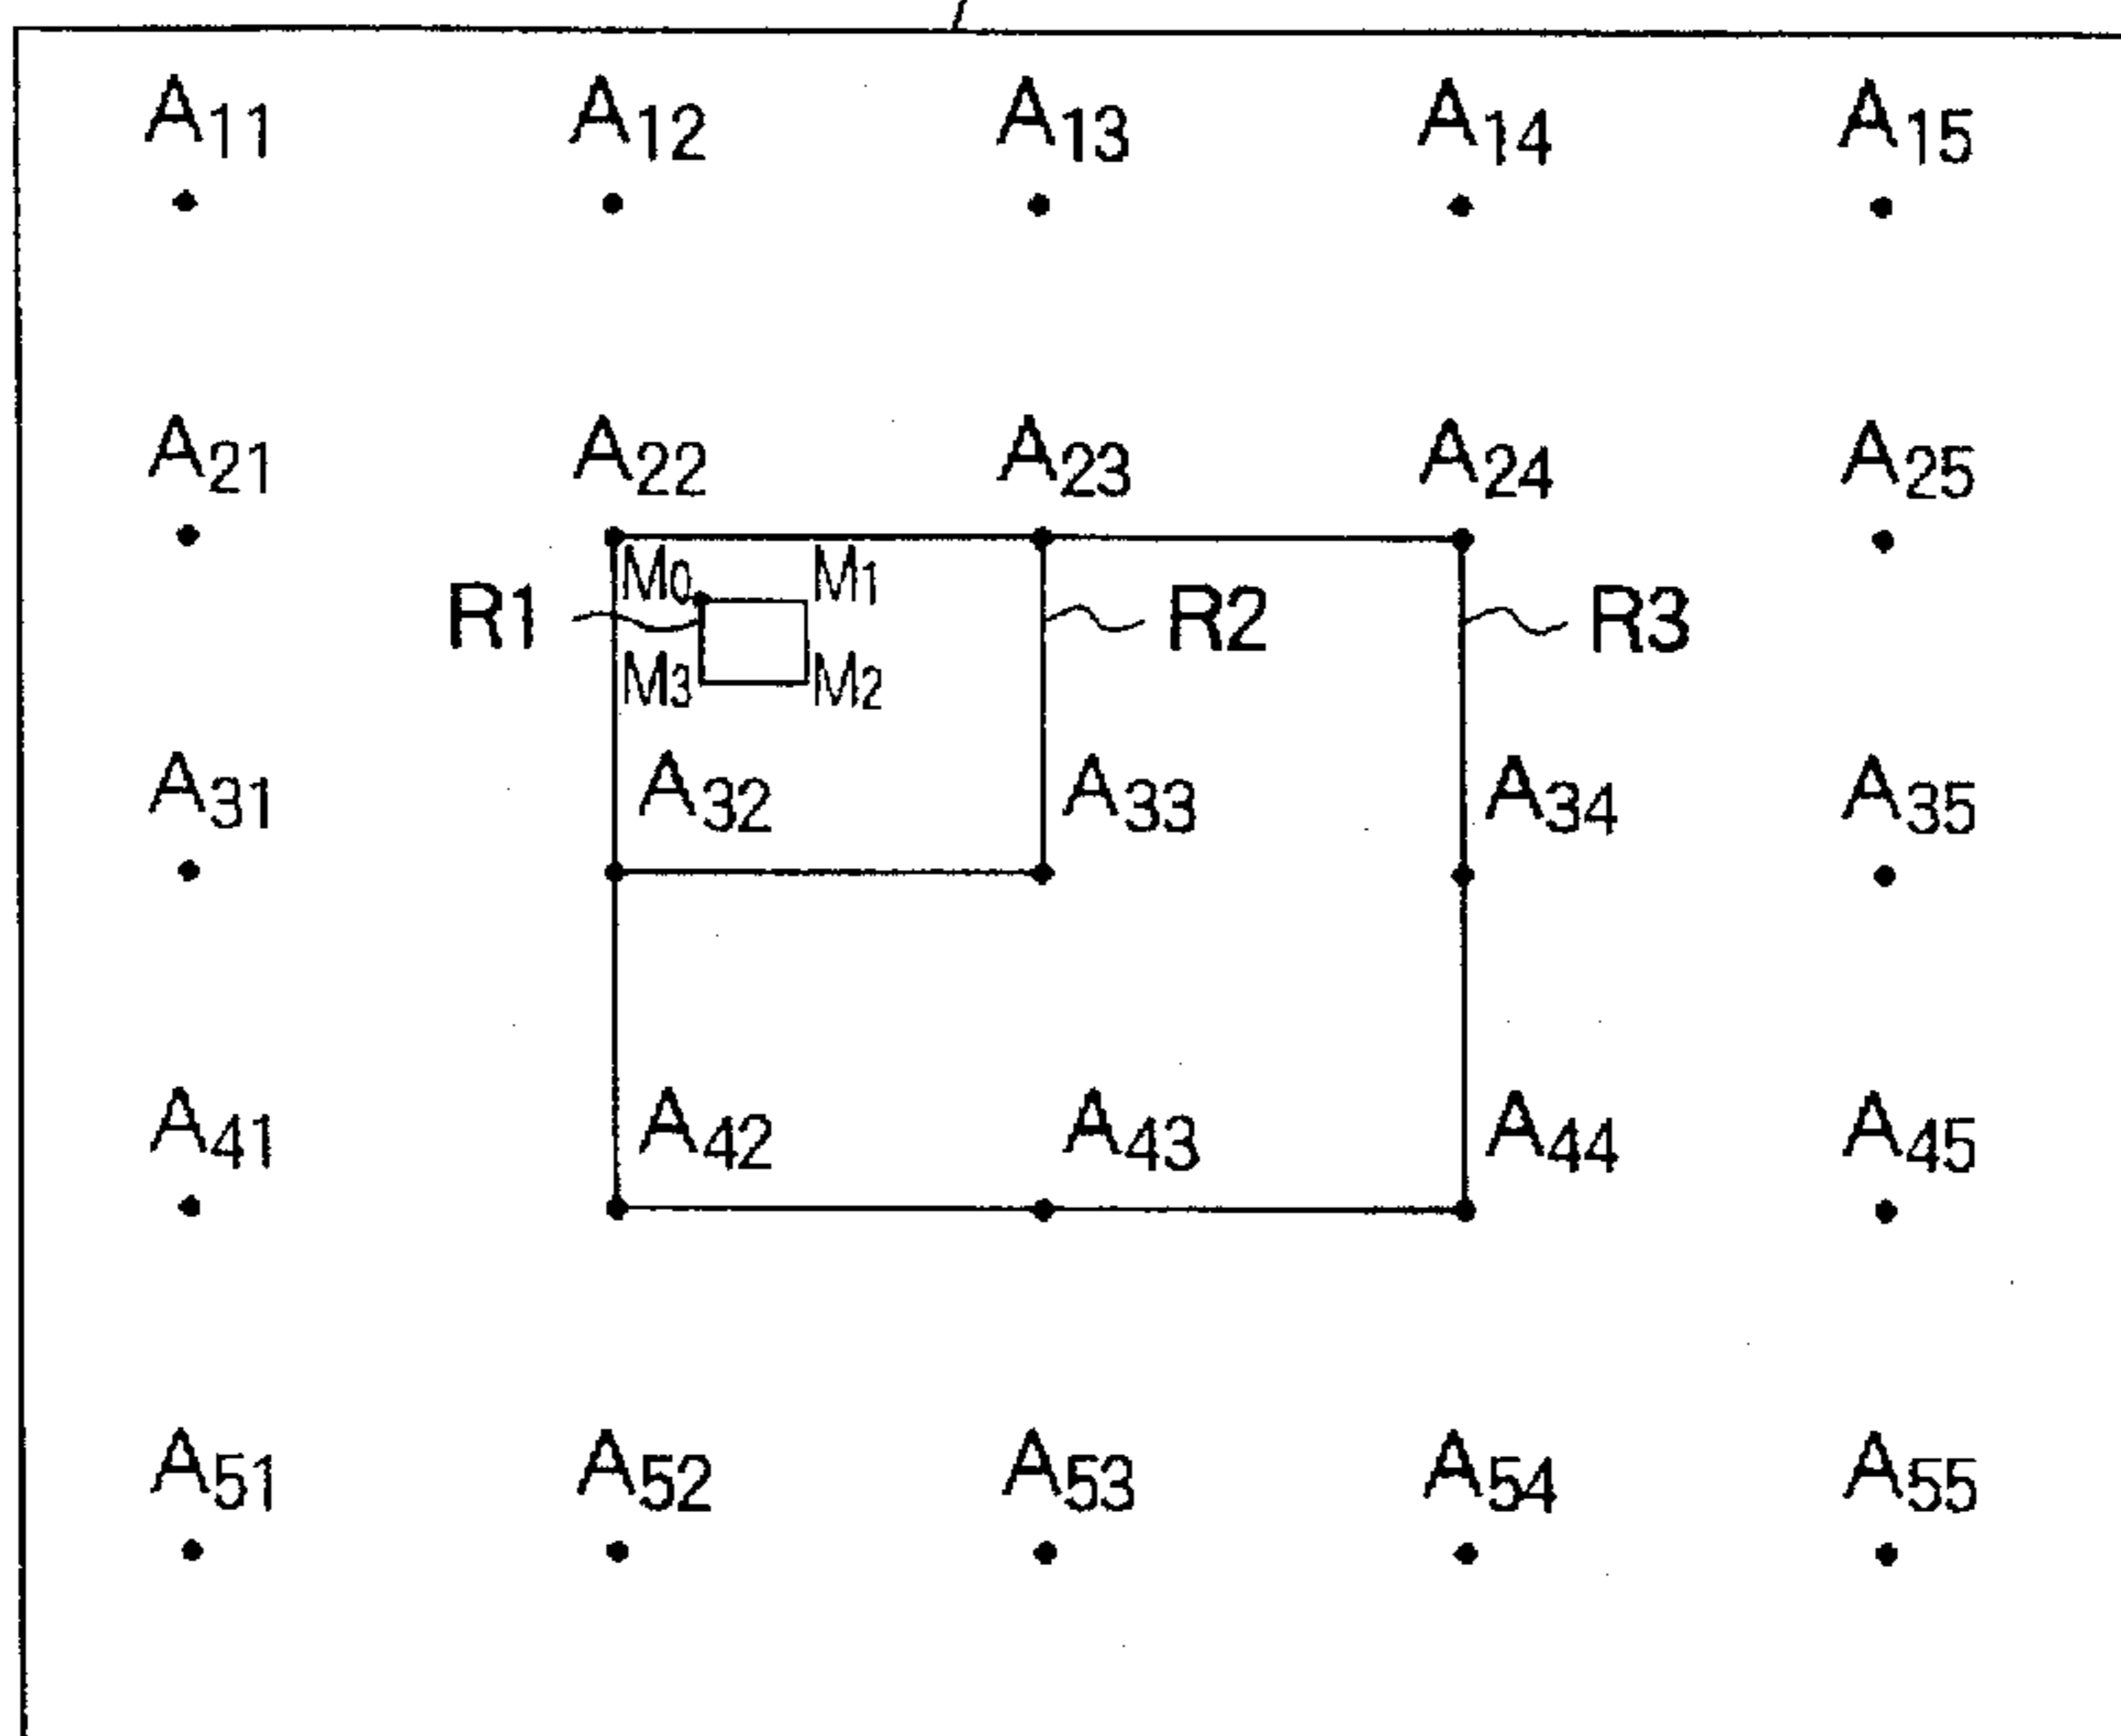 A11 A12 A13 A14 A15
A21 A22 A23 A24 A25
M0 M1
R1 R2 R3
M3 M2
A31 A32 A33 A34 A35
A41 A42 A43 A44 A45
A51 A52 A53 A54 A55